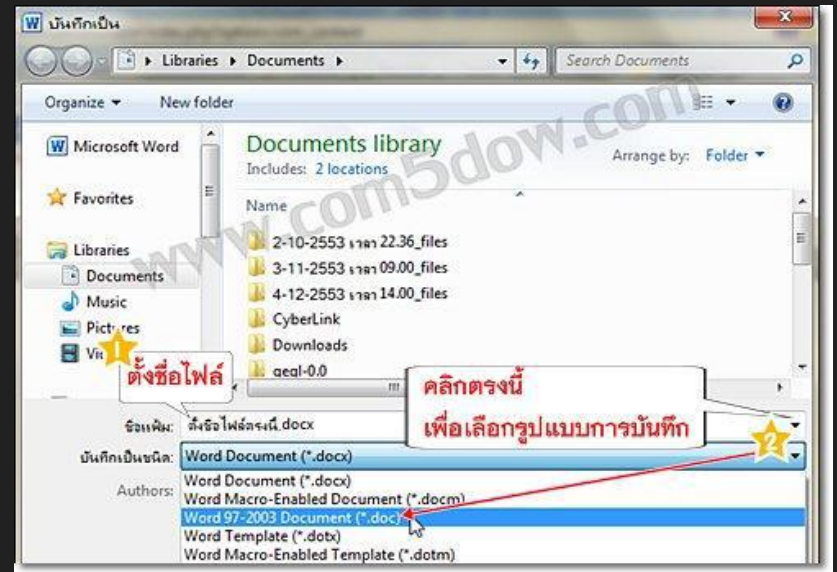 บันทึกเป็น
Libraries Documents
Search Documents
Organize New folder
Microsoft Word
Favorites
Libraries
Documents
Music
Pictures
Documents library
Includes: 2 locations
Arrange by: Folder
Name
2-10-2553 เวลา 22.36_files
3-11-2553 เวลา 09.00_files
4-12-2553 เวลา 14.00_files
CyberLink
Downloads
gegl-0.0
www.com5dow.com
1
ตั้งชื่อไฟล์
คลิกตรงนี้
เพื่อเลือกรูปแบบการบันทึก
2
ชื่อแฟ้ม: ตั้งชื่อไฟล์ตรงนี้.docx
บันทึกเป็นชนิด: Word Document (*.docx)
Authors:
Word Document (*.docx)
Word Macro-Enabled Document (*.docm)
Word 97-2003 Document (*.doc)
Word Template (*.dotx)
Word Macro-Enabled Template (*.dotm)